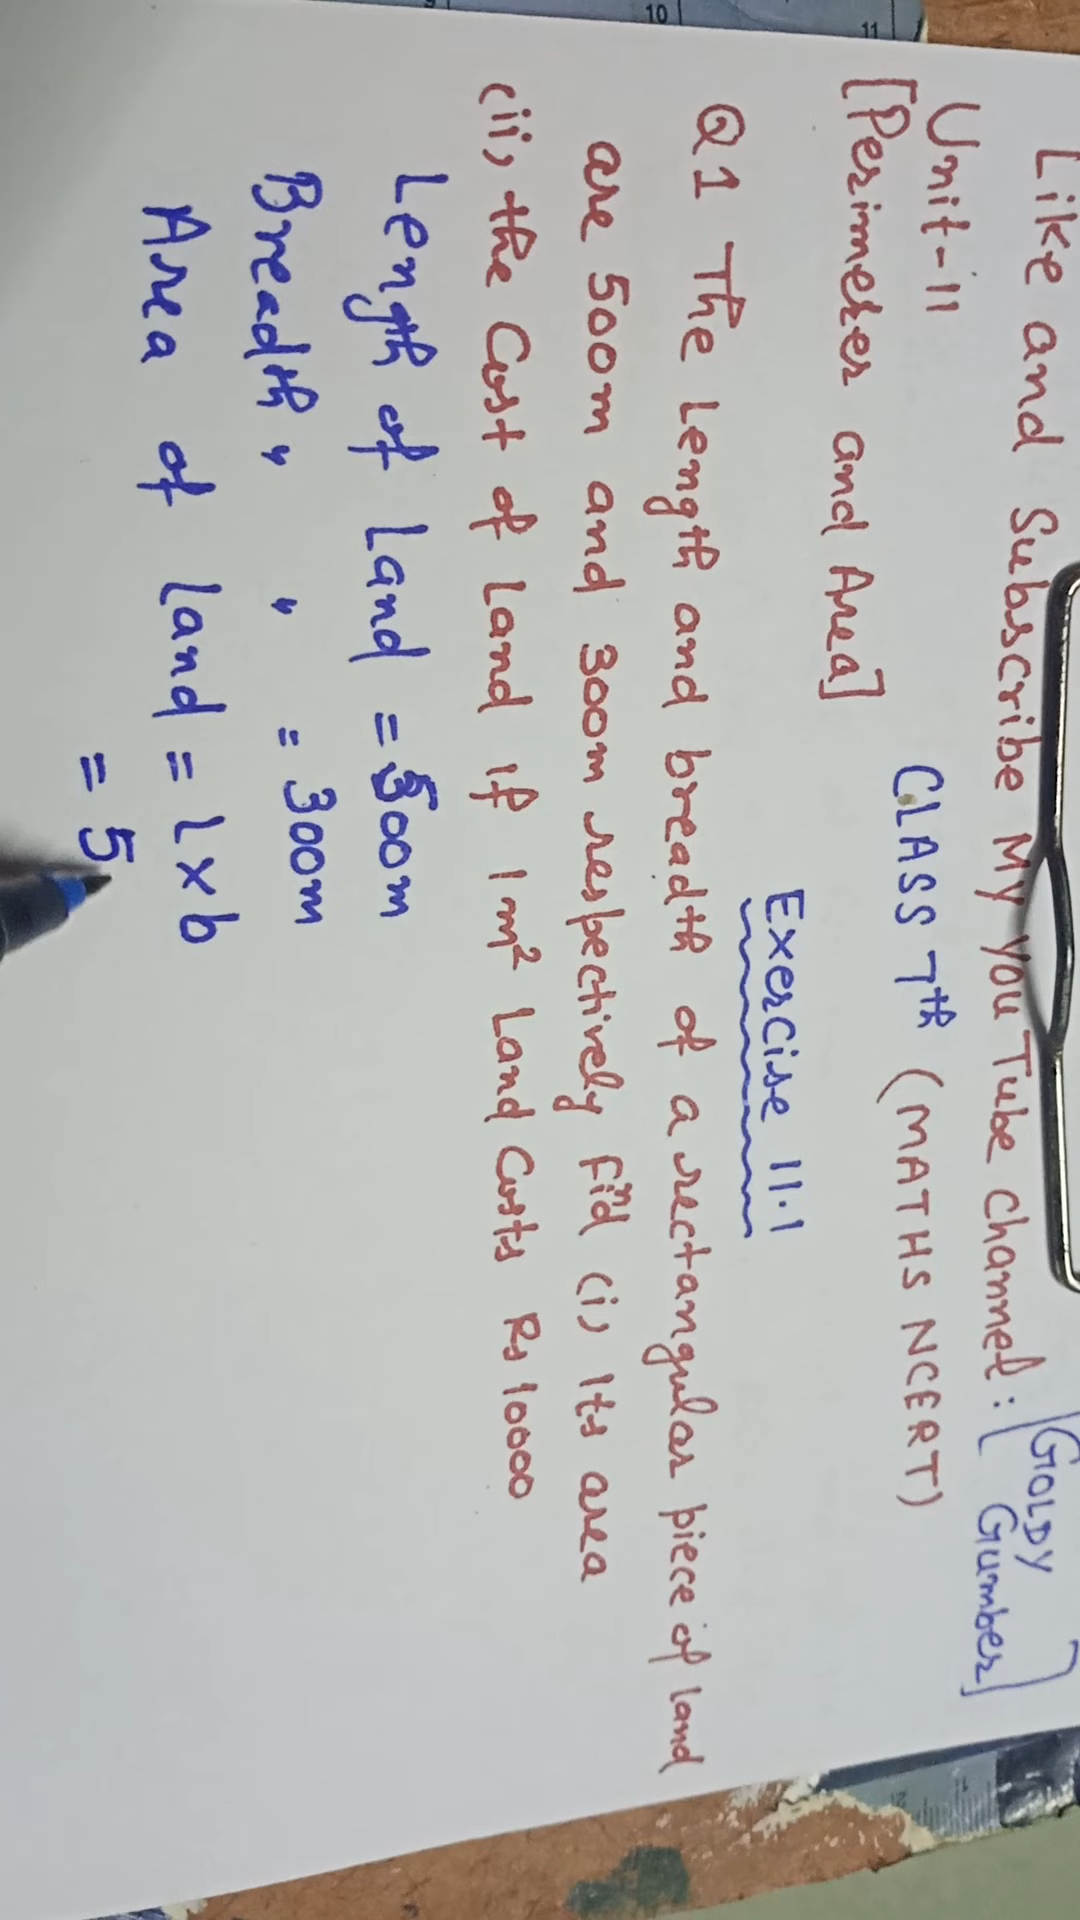 Like and Subscribe My YouTube channel: [GOLDY Gumber]
Unit-11 CLASS 7th (MATHS NCERT)
[Perimeter and Area]
Exercise 11.1
Q1 The Length and breadth of a rectangular piece of land
are 500m and 300m respectively find (i) Its area
(ii) the Cost of Land if 1m² Land Costs Rs 10000
Length of Land = 500m
Breadth " " = 300m
Area of Land = L × b
= 5
10
11